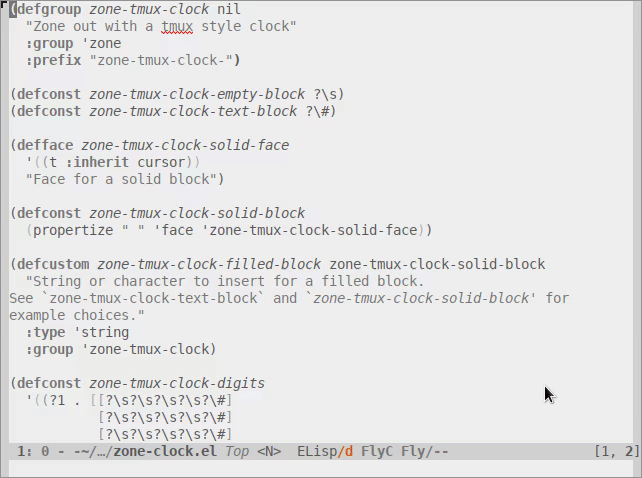 (defgroup zone-tmux-clock nil
  "Zone out with a tmux style clock"
  :group 'zone
  :prefix "zone-tmux-clock-")

(defconst zone-tmux-clock-empty-block ?\s)
(defconst zone-tmux-clock-text-block ?\#)

(defface zone-tmux-clock-solid-face
  '((t :inherit cursor))
  "Face for a solid block")

(defconst zone-tmux-clock-solid-block
  (propertize " " 'face 'zone-tmux-clock-solid-face))

(defcustom zone-tmux-clock-filled-block zone-tmux-clock-solid-block
  "String or character to insert for a filled block.
See `zone-tmux-clock-text-block` and `zone-tmux-clock-solid-block' for
example choices."
  :type 'string
  :group 'zone-tmux-clock)

(defconst zone-tmux-clock-digits
  '((?1 . [[?\s?\s?\s?\s?\#]
           [?\s?\s?\s?\s?\#]
           [?\s?\s?\s?\s?\#]
1: 0 - -~/…/zone-clock.el Top <N>  ELisp/d FlyC Fly/-- [1, 2]